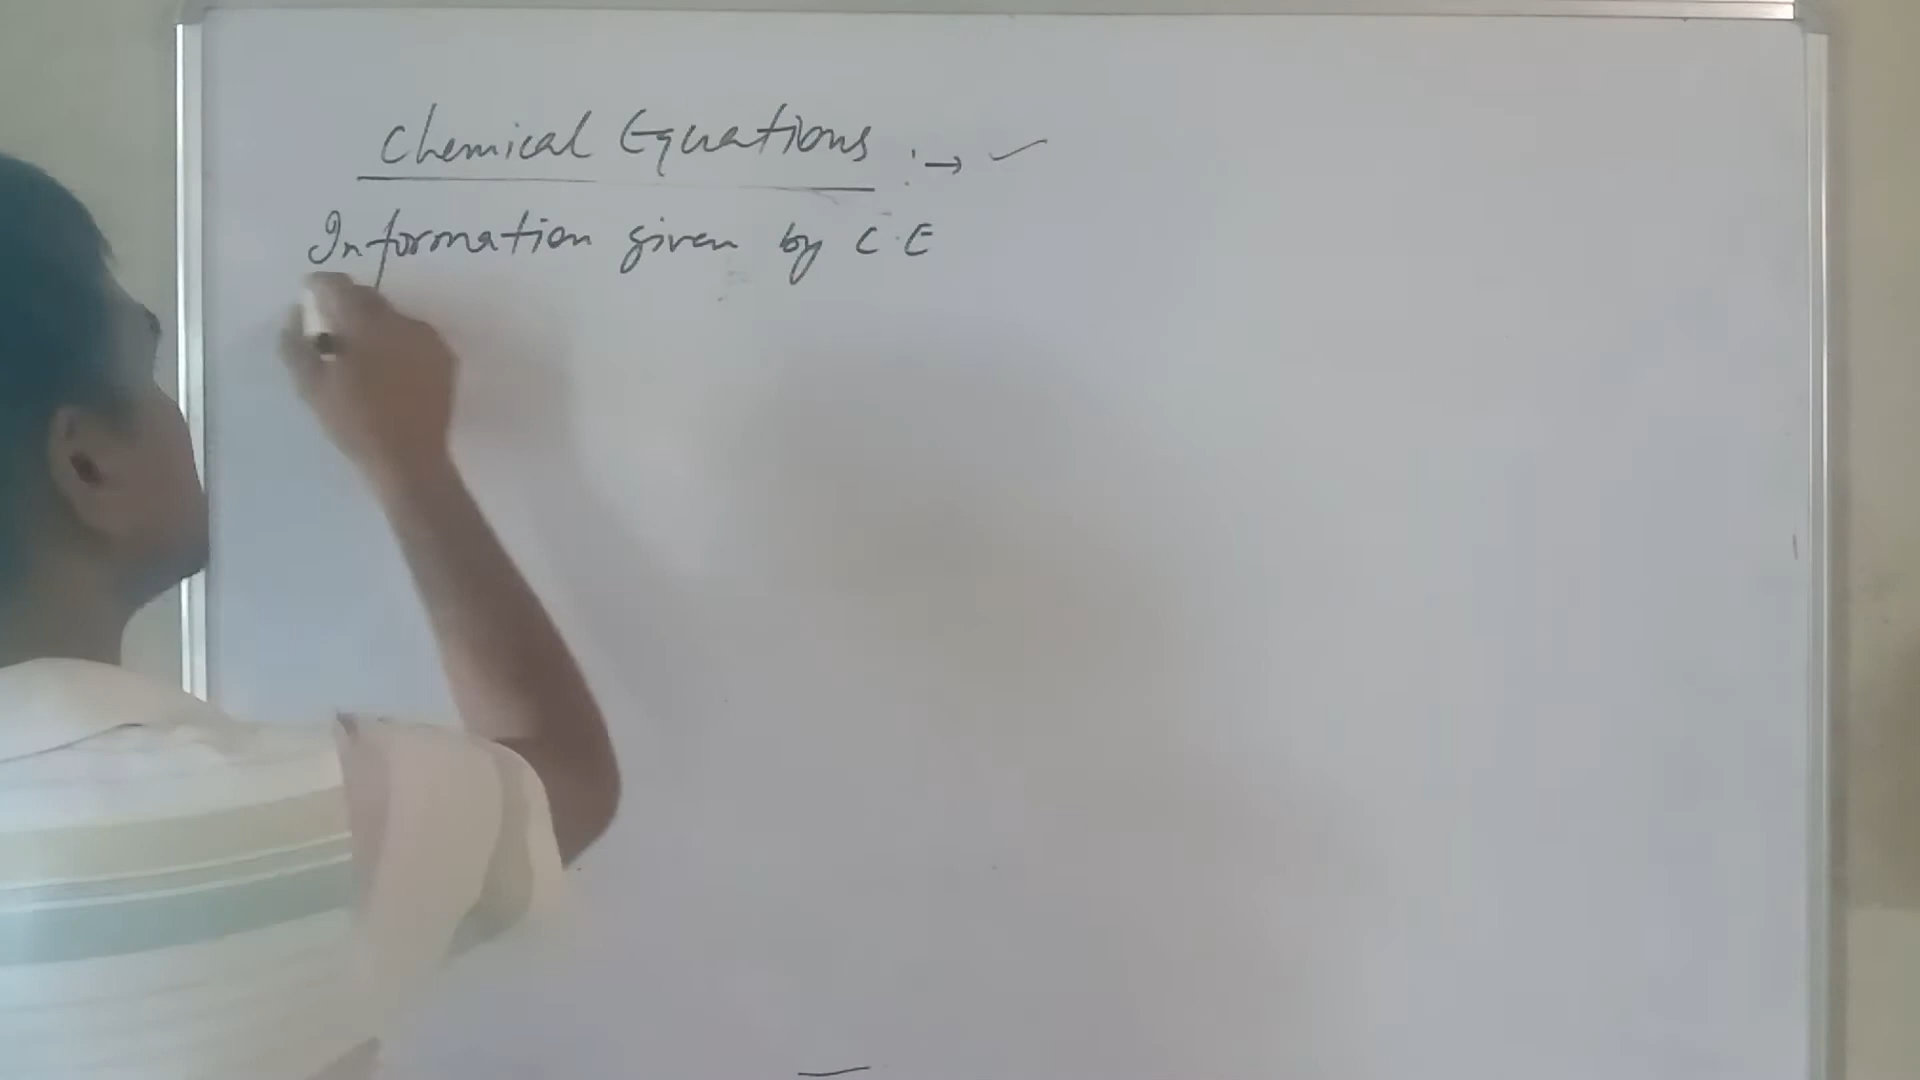 Chemical Equations :→ ✓
Information given by C.E